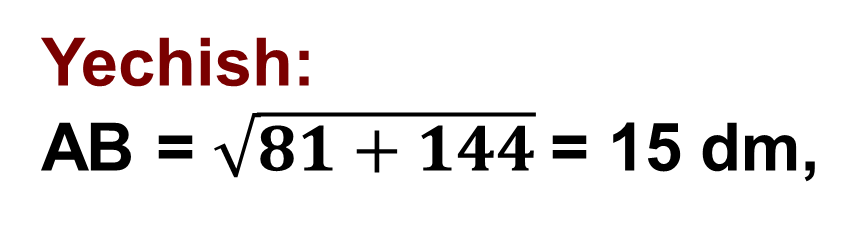 Yechish:
AB = √81 + 144 = 15 dm,